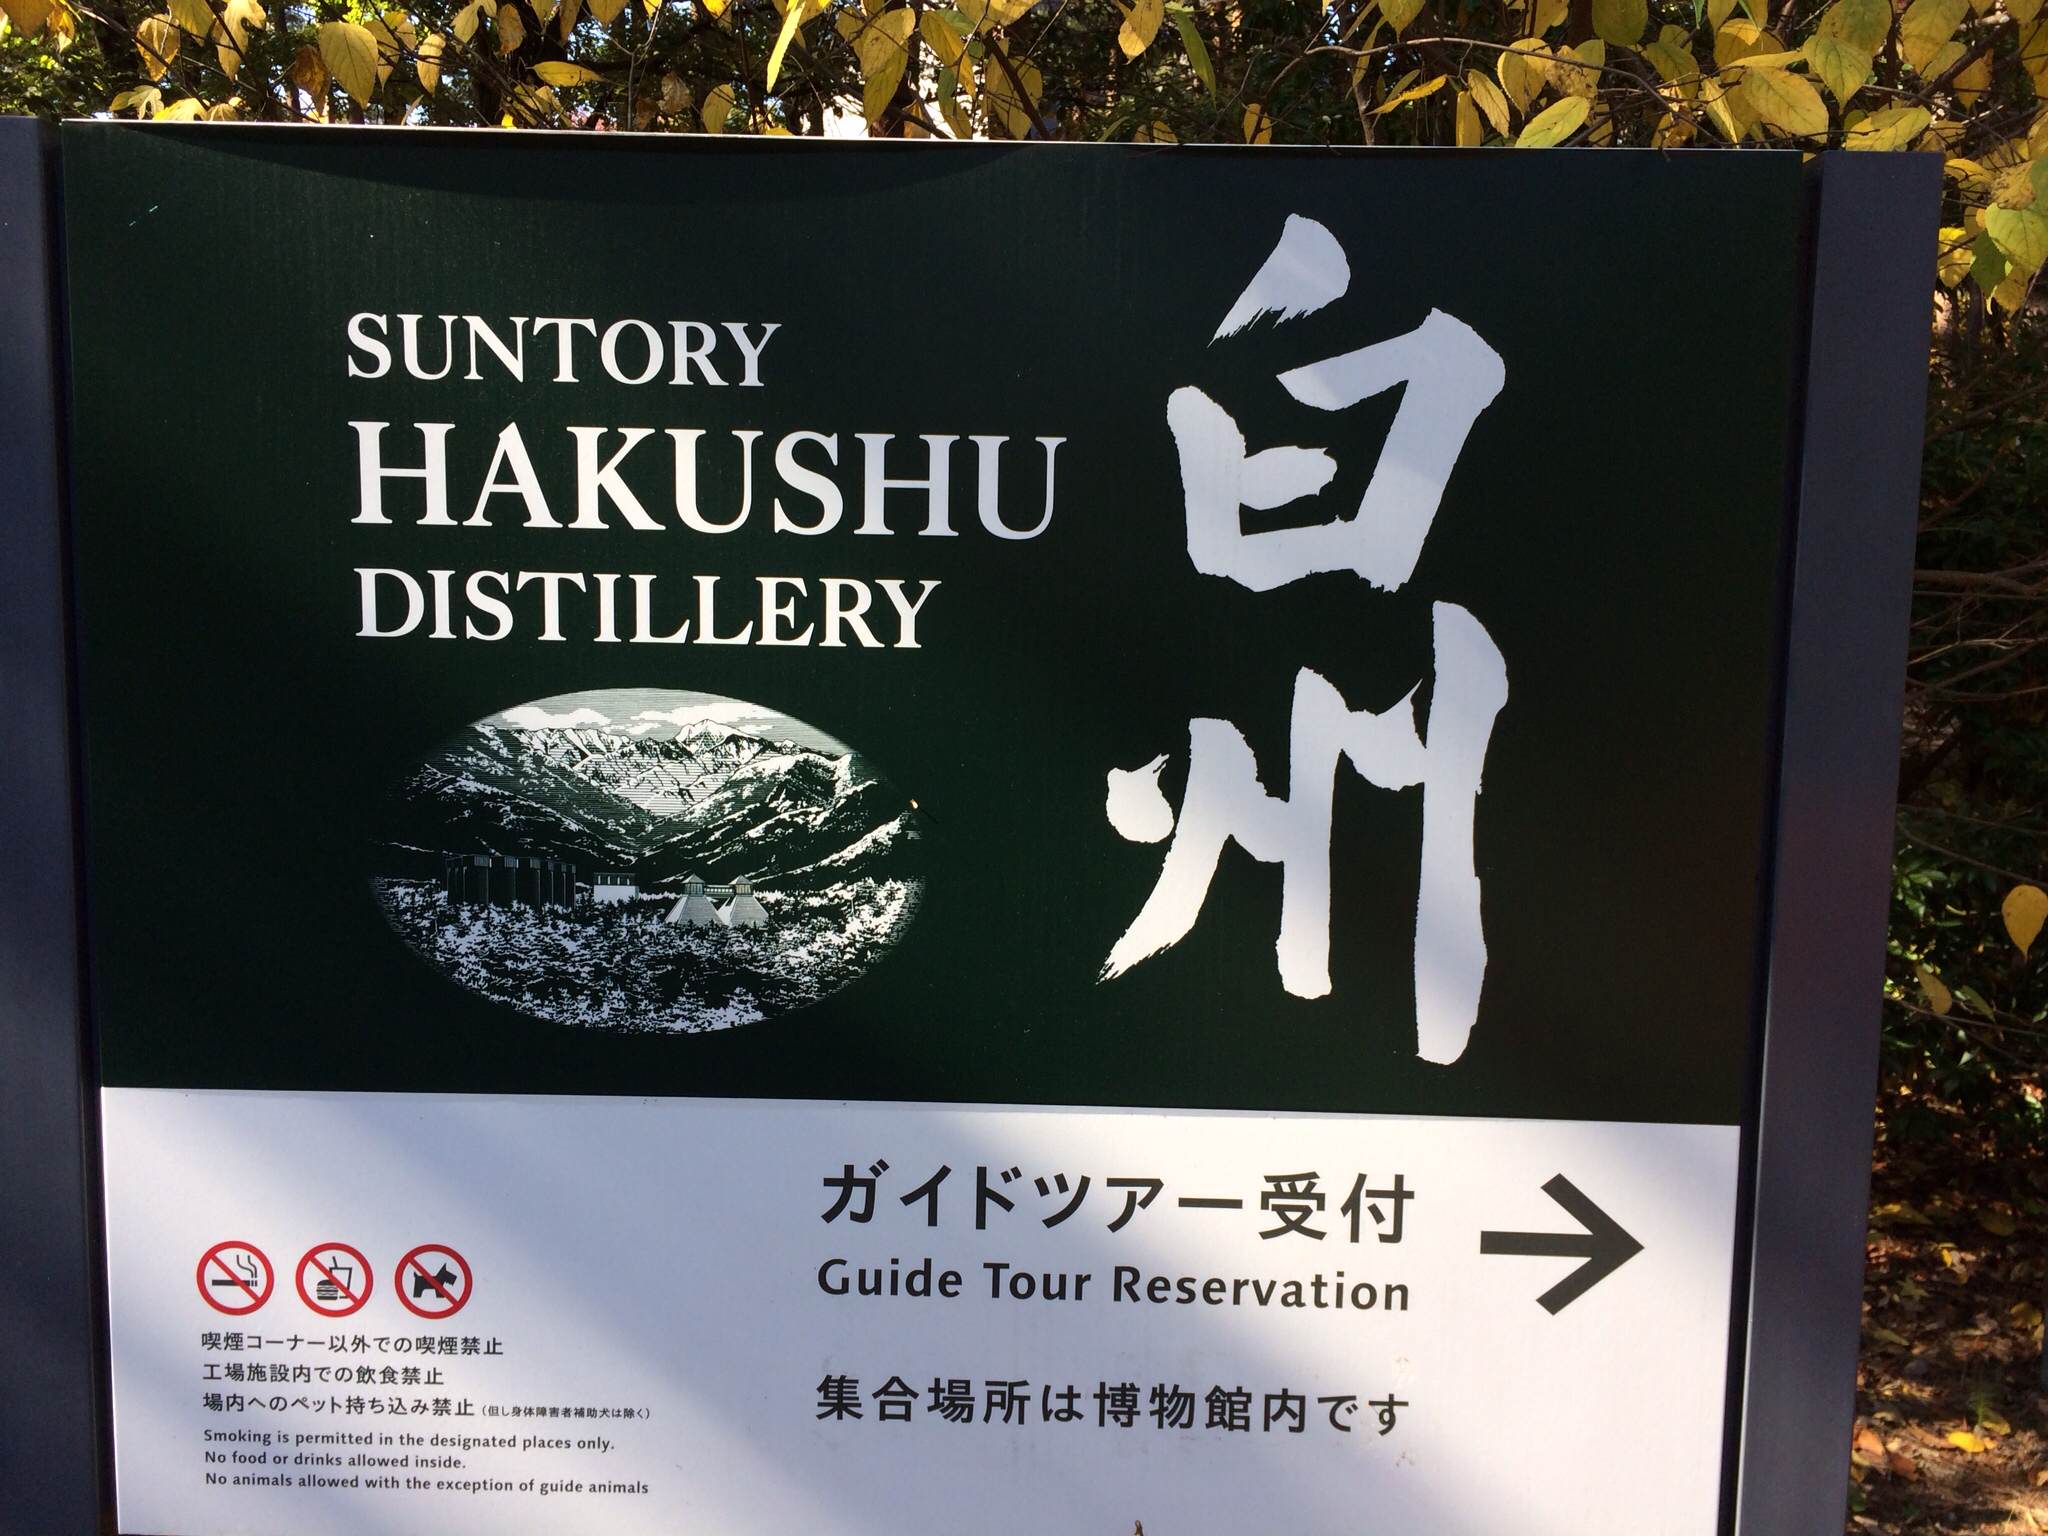 SUNTORY
HAKUSHU
DISTILLERY
白州
ガイドツアー受付
Guide Tour Reservation
集合場所は博物館内です
喫煙コーナー以外での喫煙禁止
工場施設内での飲食禁止
場内へのペット持ち込み禁止 (但し身体障害者補助犬は除く)
Smoking is permitted in the designated places only.
No food or drinks allowed inside.
No animals allowed with the exception of guide animals